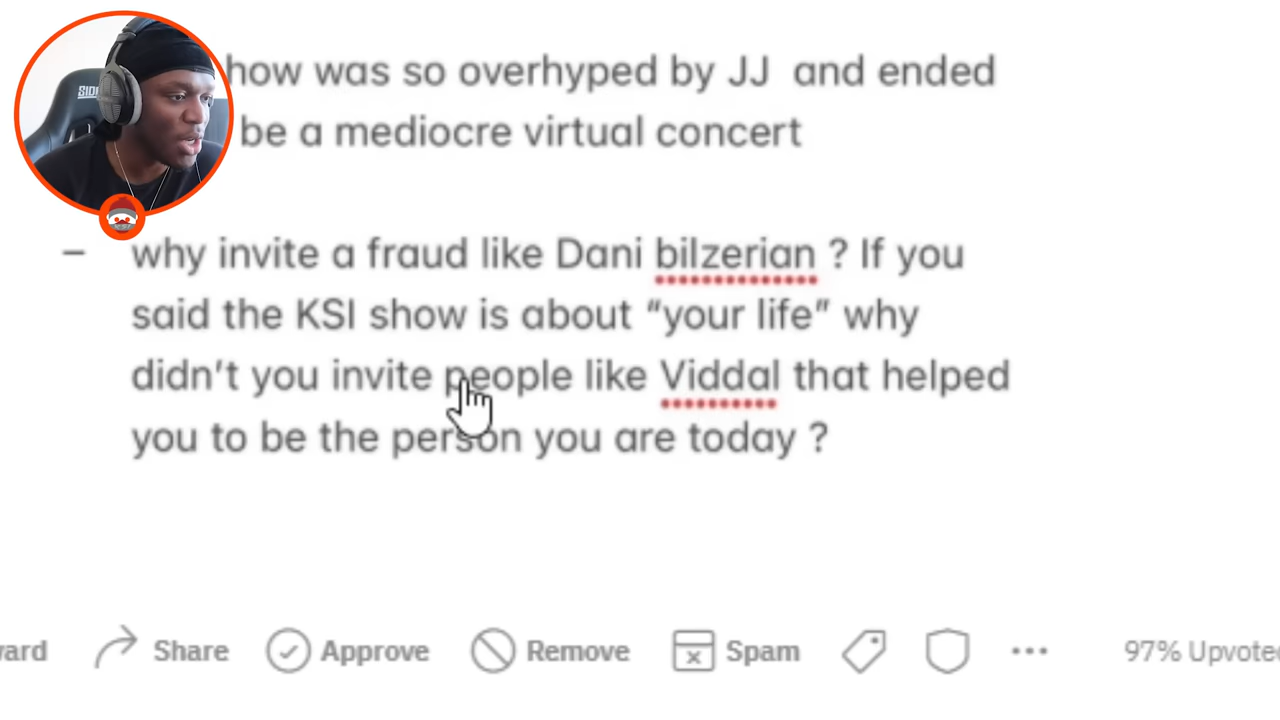 how was so overhyped by JJ and ended
be a mediocre virtual concert
– why invite a fraud like Dani bilzerian ? If you
said the KSI show is about “your life” why
didn’t you invite people like Viddal that helped
you to be the person you are today ?
ward Share Approve Remove Spam ••• 97% Upvoted